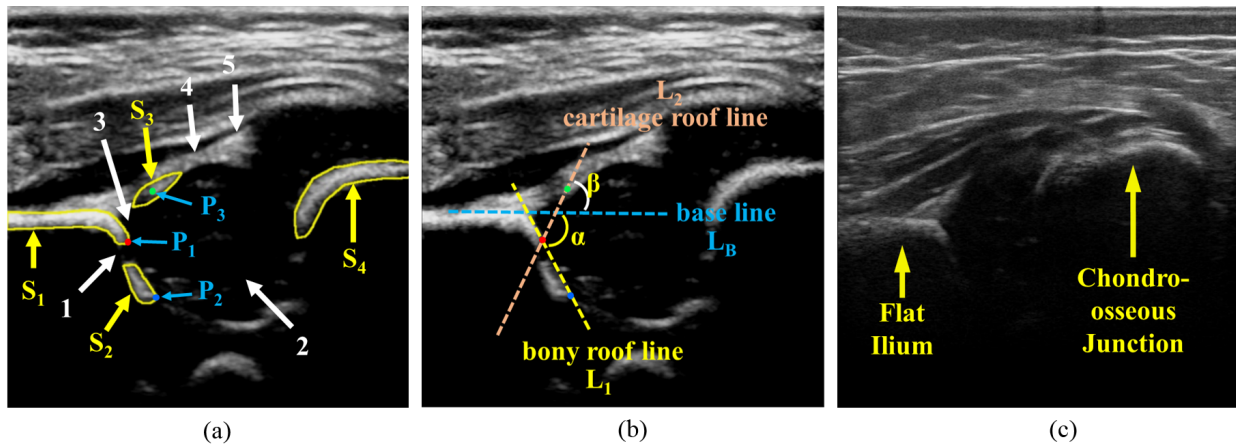 5
4
3
S3
P3
P1
S1
1
S2
P2
2
S4
(a)
L2
cartilage roof line
β
base line
LB
α
bony roof line
L1
(b)
Flat
Ilium
Chondro-
osseous
Junction
(c)